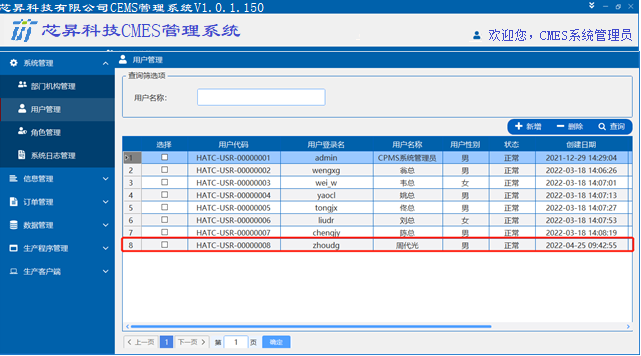 芯昇科技有限公司CEMS管理系统V1.0.1.150
芯昇科技CMES管理系统
欢迎您，CMES系统管理员
系统管理
部门机构管理
用户管理
角色管理
系统日志管理
信息管理
订单管理
数据管理
生产程序管理
生产客户端
用户管理
查询筛选项
用户名称：
新增 删除 查询
选择 用户代码 用户登录名 用户名称 用户性别 状态 创建日期
1 HATC-USR-00000001 admin CPMS系统管理员 男 正常 2021-12-29 14:29:04
2 HATC-USR-00000002 wengxg 翁总 男 正常 2022-03-18 14:06:26
3 HATC-USR-00000003 wei_w 韦总 女 正常 2022-03-18 14:07:01
4 HATC-USR-00000004 yaocl 姚总 男 正常 2022-03-18 14:07:13
5 HATC-USR-00000005 tongjx 佟总 男 正常 2022-03-18 14:07:27
6 HATC-USR-00000006 liudr 刘总 女 正常 2022-03-18 14:07:53
7 HATC-USR-00000007 chengjy 陈总 男 正常 2022-03-18 14:08:19
8 HATC-USR-00000008 zhoudg 周代光 男 正常 2022-04-25 09:42:55
上一页 1 下一页 第 1 页 确定